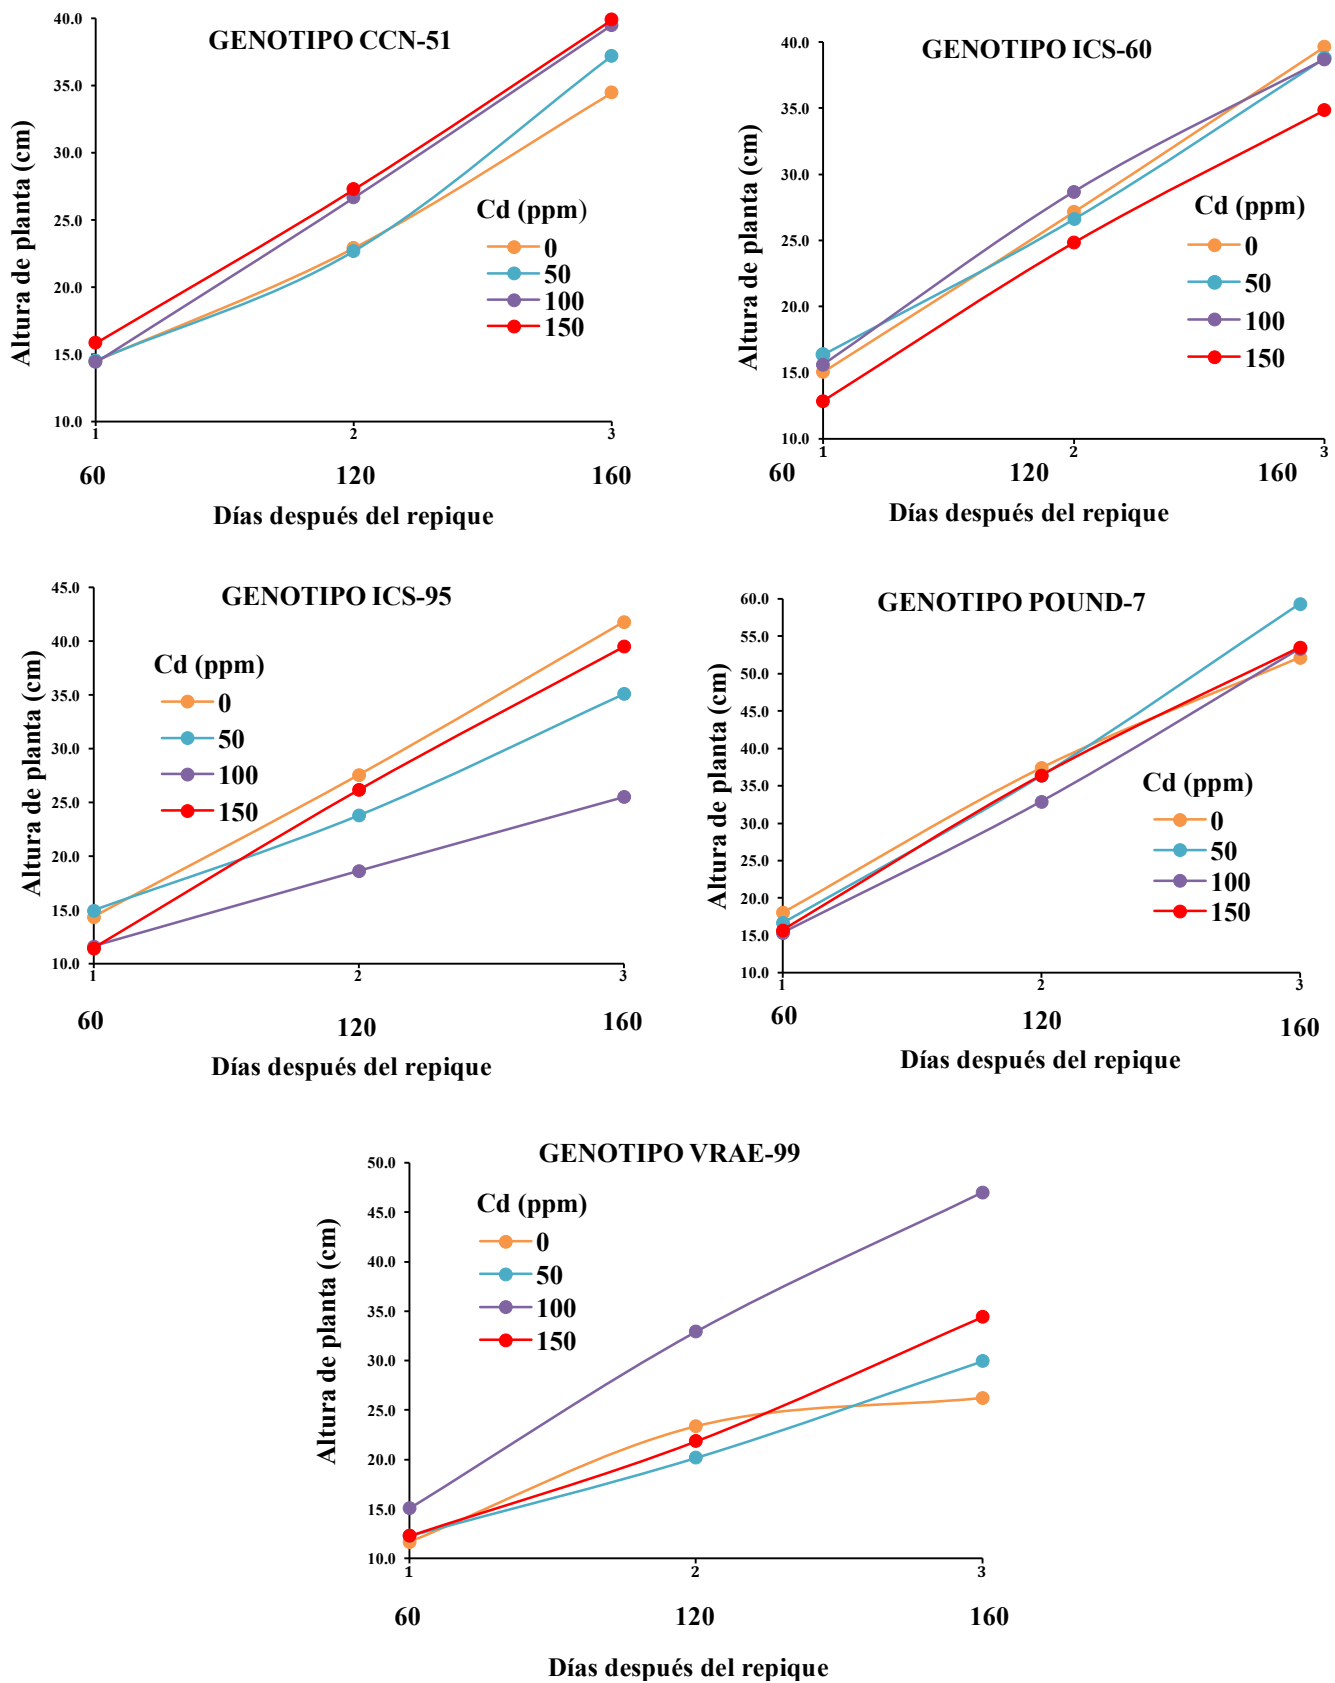 GENOTIPO CCN-51
Altura de planta (cm)
40.0
35.0
30.0
25.0
20.0
15.0
10.0
Cd (ppm)
0
50
100
150
1 2 3
60 120 160
Días después del repique
GENOTIPO ICS-60
Altura de planta (cm)
40.0
35.0
30.0
25.0
20.0
15.0
10.0
Cd (ppm)
0
50
100
150
1 2 3
60 120 160
Días después del repique
GENOTIPO ICS-95
Altura de planta (cm)
45.0
40.0
35.0
30.0
25.0
20.0
15.0
10.0
Cd (ppm)
0
50
100
150
1 2 3
60 120 160
Días después del repique
GENOTIPO POUND-7
Altura de planta (cm)
60.0
55.0
50.0
45.0
40.0
35.0
30.0
25.0
20.0
15.0
10.0
Cd (ppm)
0
50
100
150
1 2 3
60 120 160
Días después del repique
GENOTIPO VRAE-99
Altura de planta (cm)
50.0
45.0
40.0
35.0
30.0
25.0
20.0
15.0
10.0
Cd (ppm)
0
50
100
150
1 2 3
60 120 160
Días después del repique